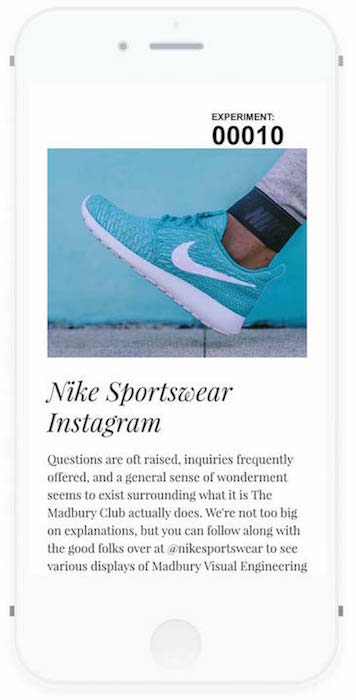 EXPERIMENT:
00010
Nike Sportswear
Instagram
Questions are oft raised, inquiries frequently
offered, and a general sense of wonderment
seems to exist surrounding what it is The
Madbury Club actually does. We're not too big
on explanations, but you can follow along with
the good folks over at @nikesportswear to see
various displays of Madbury Visual Engineering